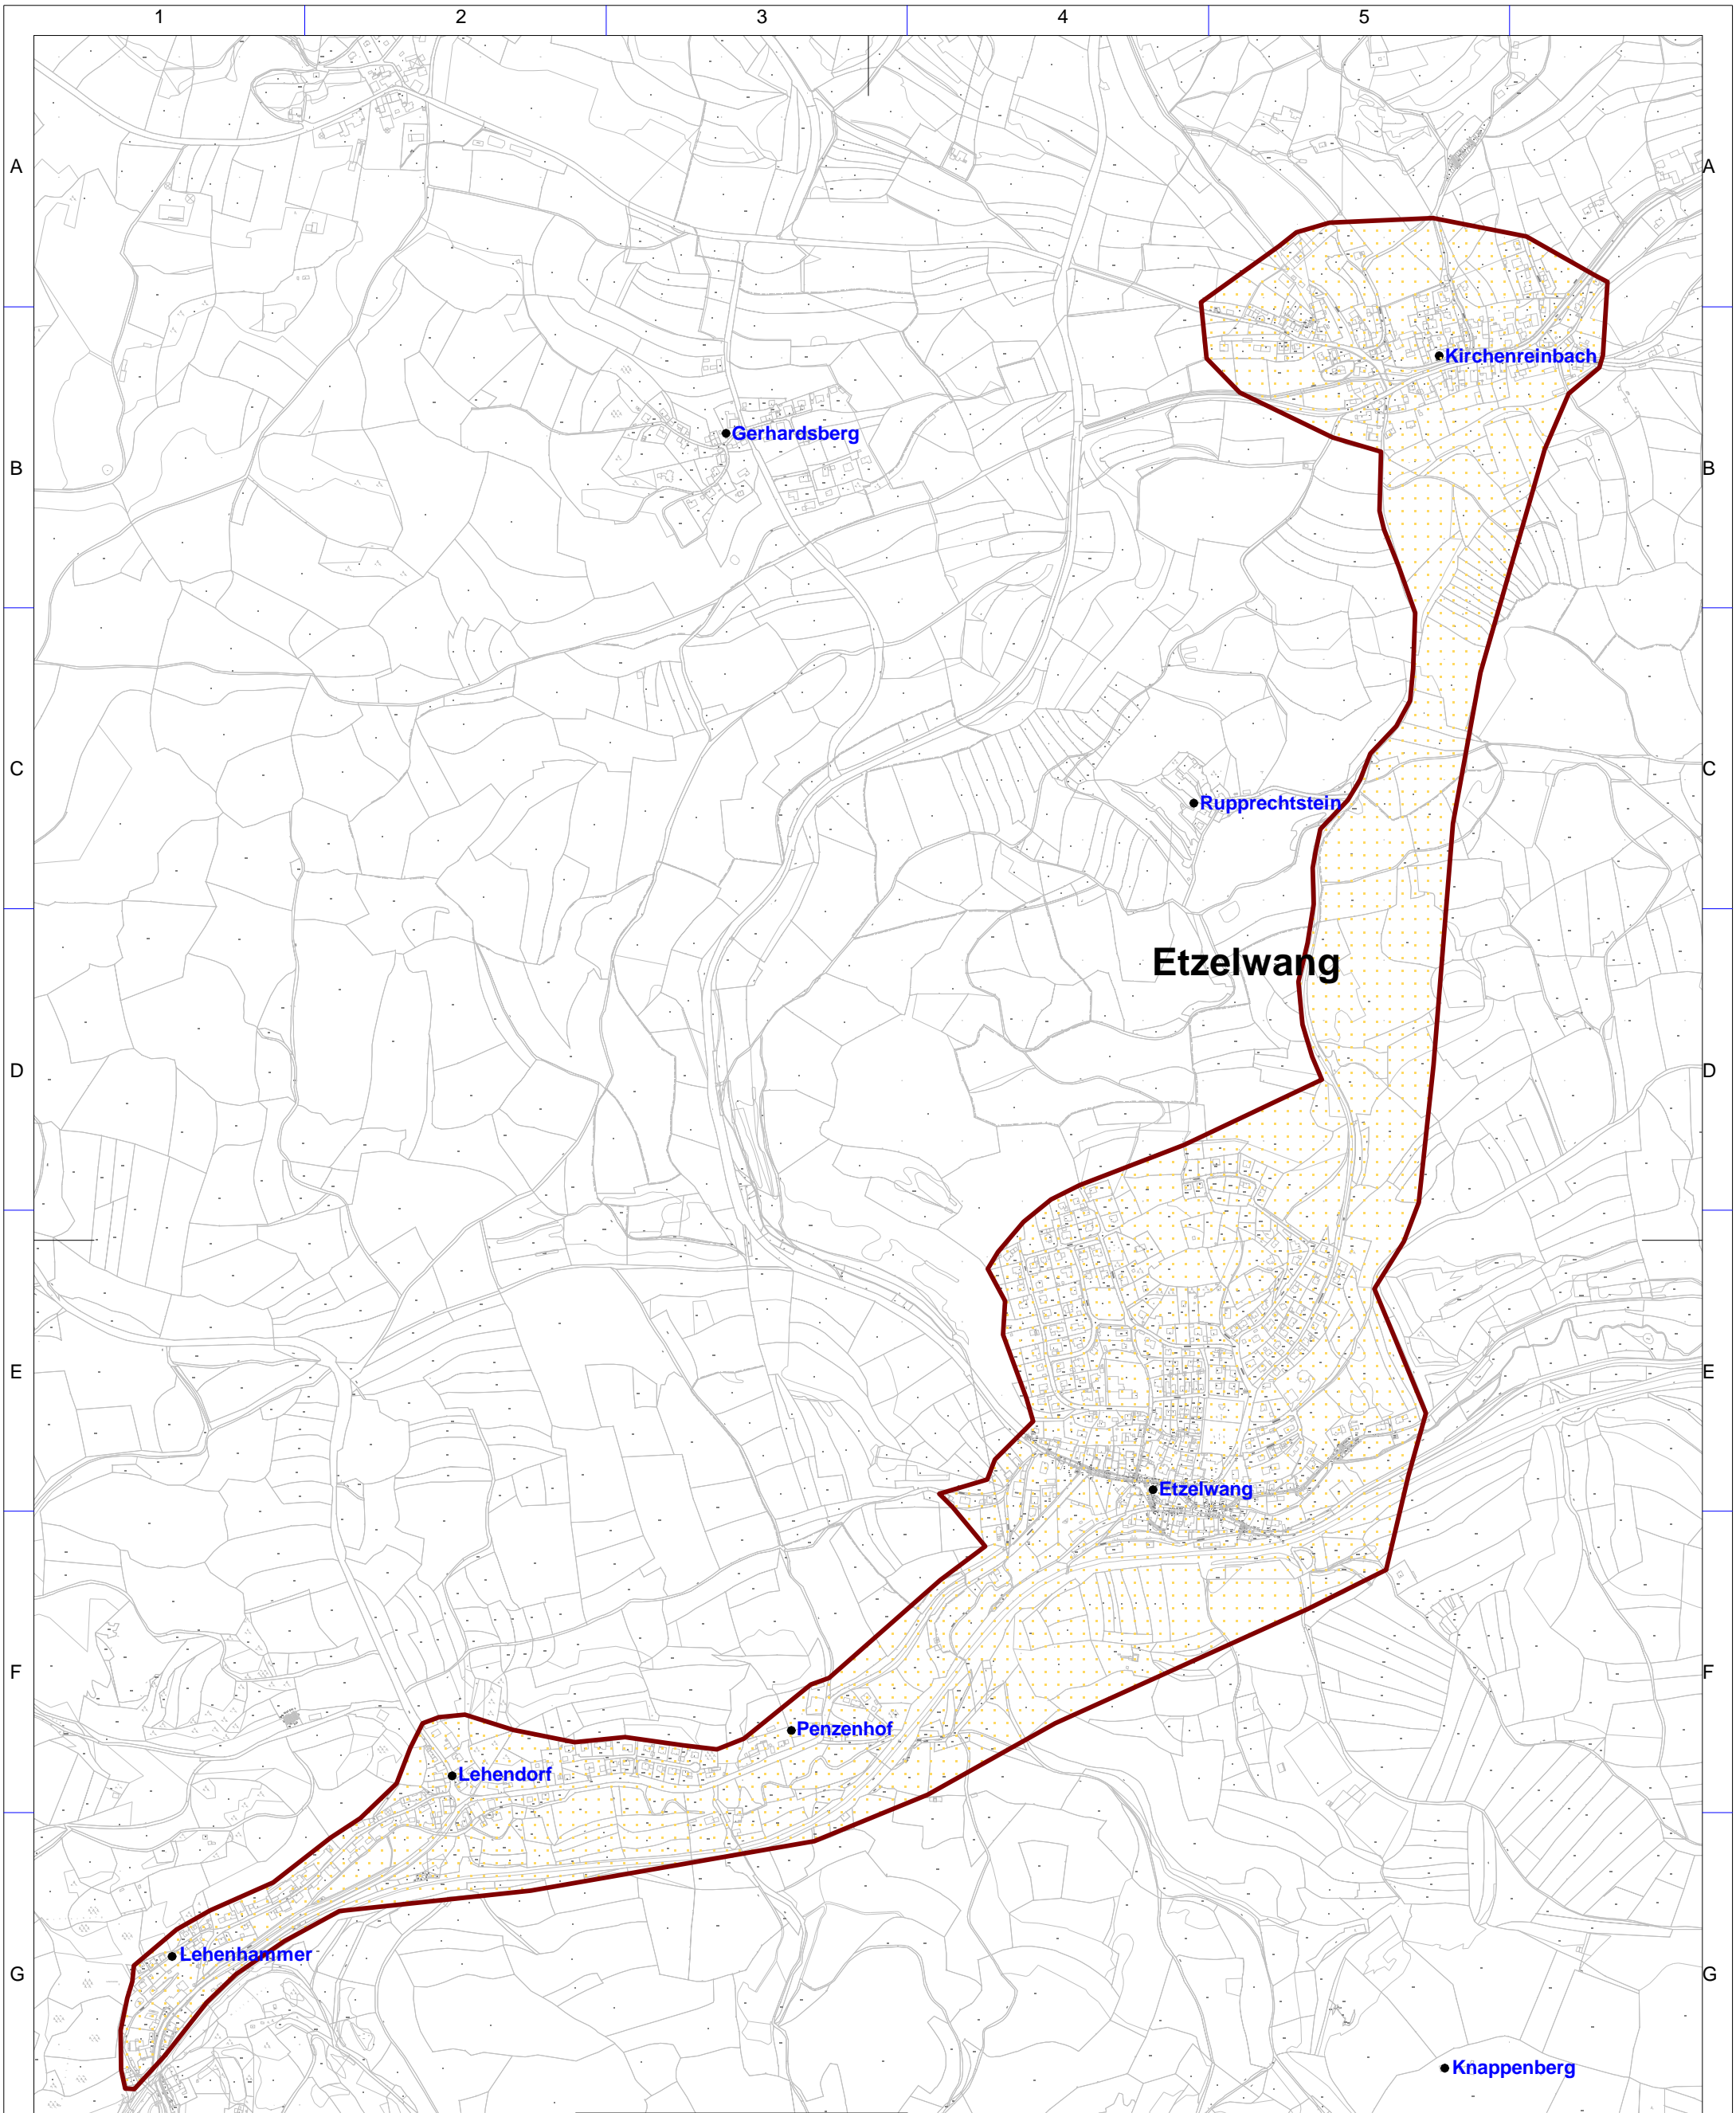 1 2 3 4 5
A A
Kirchenreinbach
Gerhardsberg
B B
C C
Rupprechtstein
Etzelwang
D D
E E
Etzelwang
F F
Penzenhof
Lehendorf
Lehenhammer
G G
Knappenberg